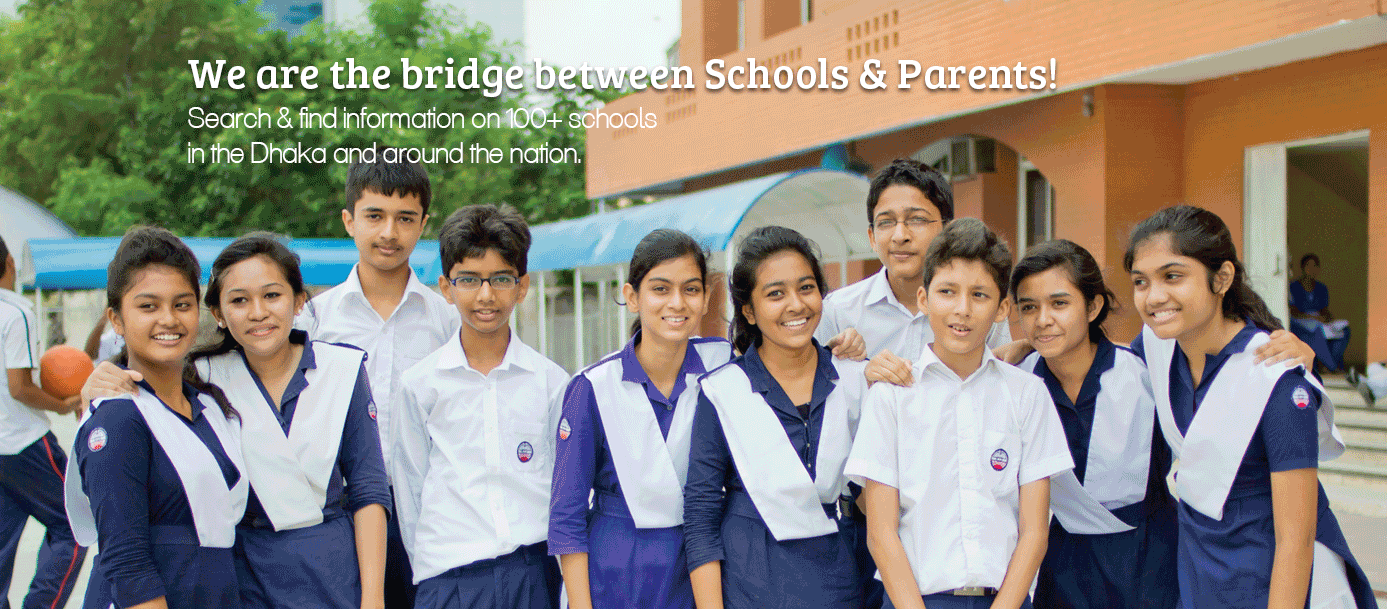 We are the bridge between Schools & Parents!
Search & find information on 100+ schools
in the Dhaka and around the nation.